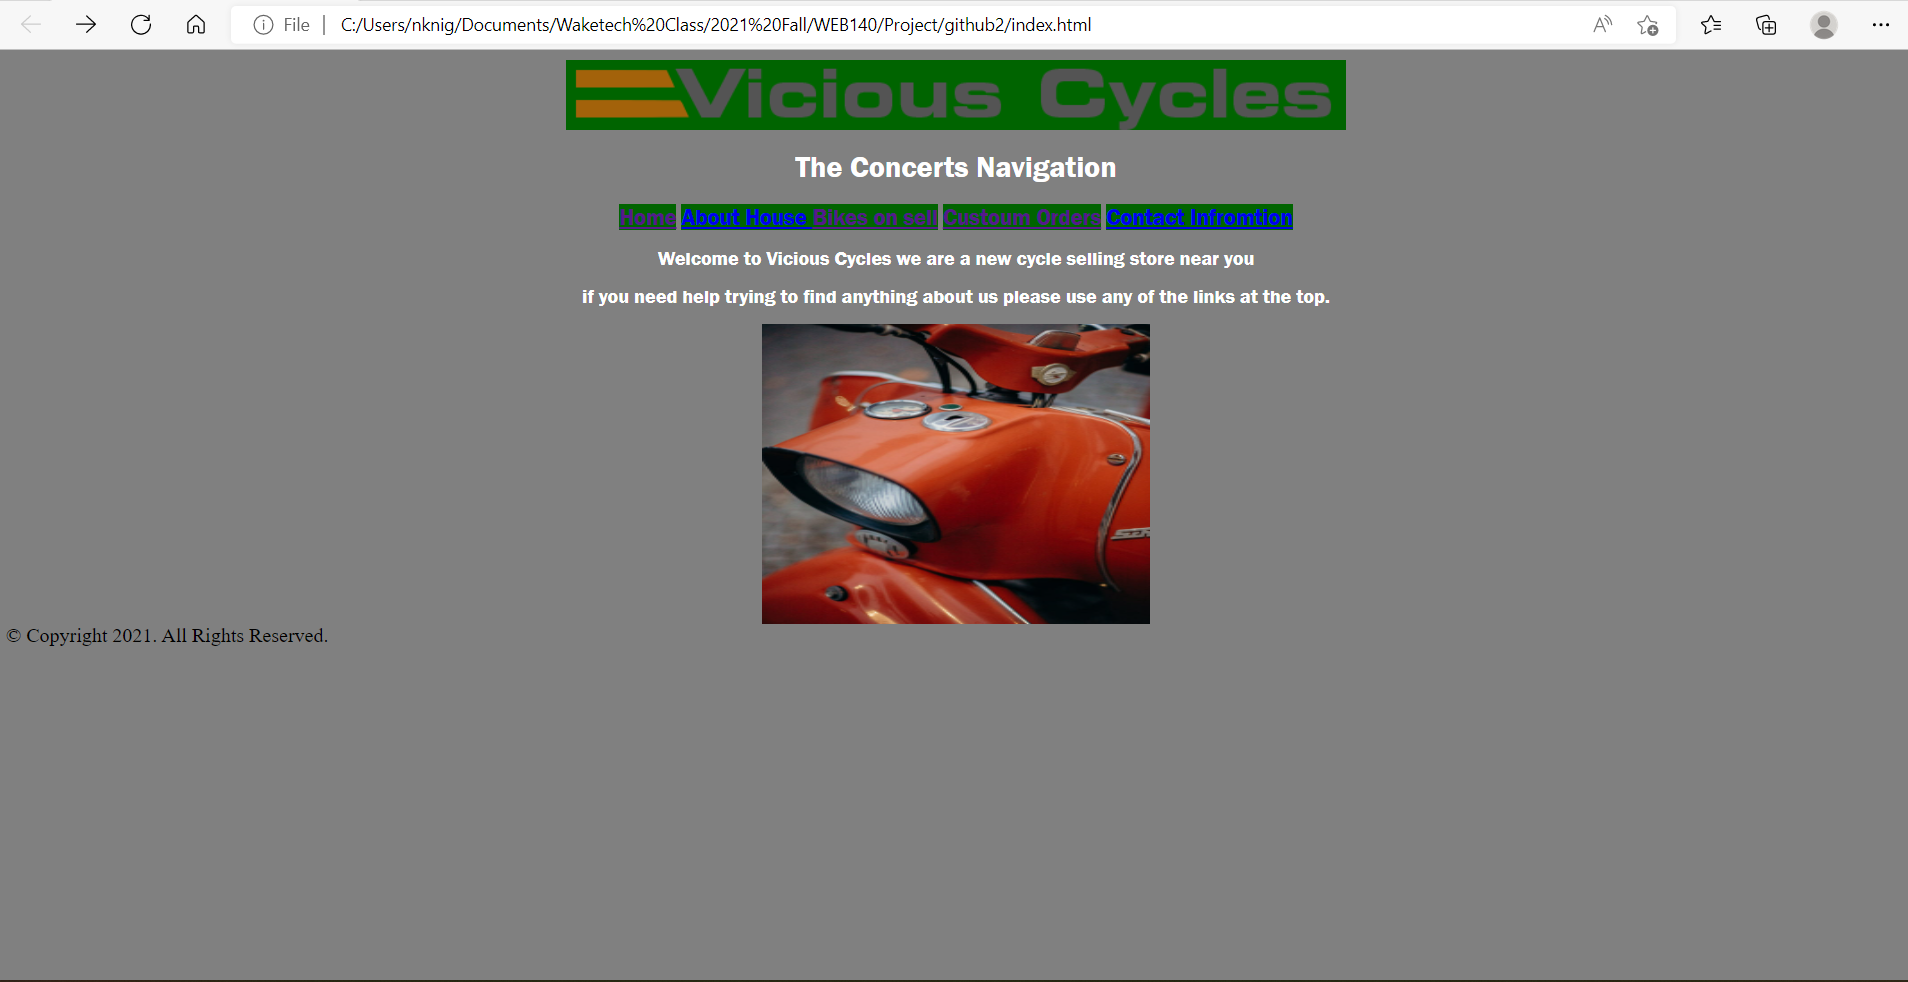 File | C:/Users/nknig/Documents/Waketech%20Class/2021%20Fall/WEB140/Project/github2/index.html
Vicious Cycles
The Concerts Navigation
Home About House Bikes on sell Custoum Orders Contact Infromtion
Welcome to Vicious Cycles we are a new cycle selling store near you
if you need help trying to find anything about us please use any of the links at the top.
© Copyright 2021. All Rights Reserved.